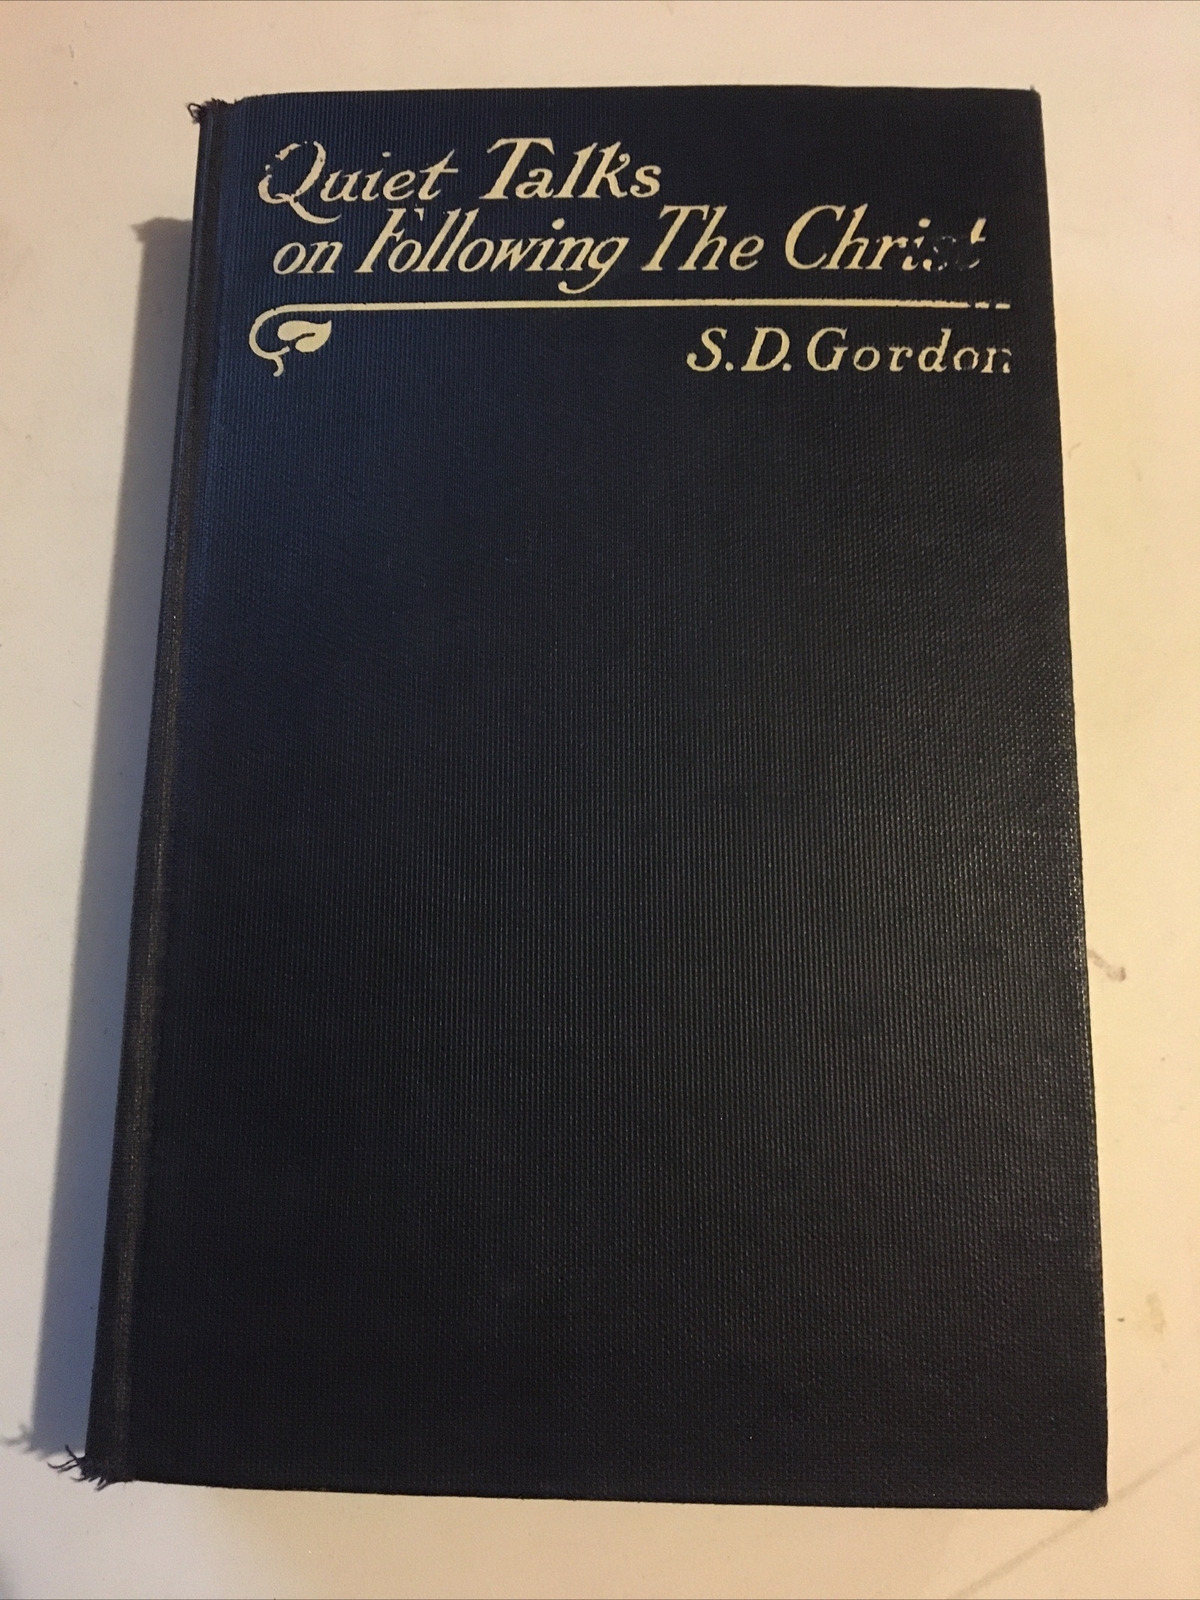 Quiet Talks
on Following The Christ
S.D. Gordon